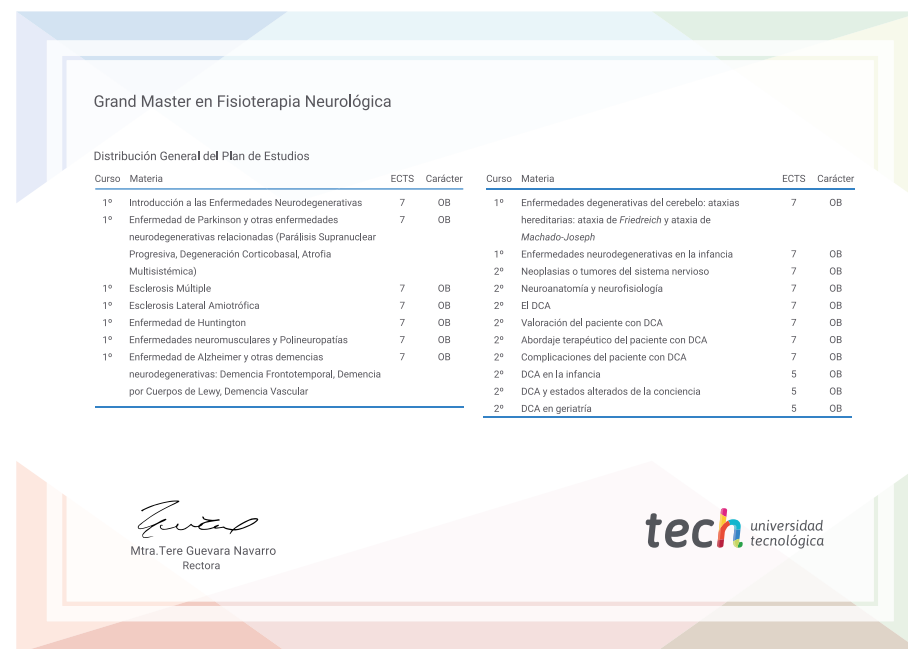 Grand Master en Fisioterapia Neurológica
Distribución General del Plan de Estudios
Curso Materia ECTS Carácter
1º Introducción a las Enfermedades Neurodegenerativas 7 OB
1º Enfermedad de Parkinson y otras enfermedades 7 OB
neurodegenerativas relacionadas (Parálisis Supranuclear
Progresiva, Degeneración Corticobasal, Atrofia
Multisistémica)
1º Esclerosis Múltiple 7 OB
1º Esclerosis Lateral Amiotrófica 7 OB
1º Enfermedad de Huntington 7 OB
1º Enfermedades neuromusculares y Polineuropatías 7 OB
1º Enfermedad de Alzheimer y otras demencias 7 OB
neurodegenerativas: Demencia Frontotemporal, Demencia
por Cuerpos de Lewy, Demencia Vascular
Curso Materia ECTS Carácter
1º Enfermedades degenerativas del cerebelo: ataxias 7 OB
hereditarias: ataxia de Friedreich y ataxia de
Machado-Joseph
1º Enfermedades neurodegenerativas en la infancia 7 OB
2º Neoplasias o tumores del sistema nervioso 7 OB
2º Neuroanatomía y neurofisiología 7 OB
2º El DCA 7 OB
2º Valoración del paciente con DCA 7 OB
2º Abordaje terapéutico del paciente con DCA 7 OB
2º Complicaciones del paciente con DCA 7 OB
2º DCA en la infancia 5 OB
2º DCA y estados alterados de la conciencia 5 OB
2º DCA en geriatría 5 OB
Mtra.Tere Guevara Navarro
Rectora
tech universidad
tecnológica